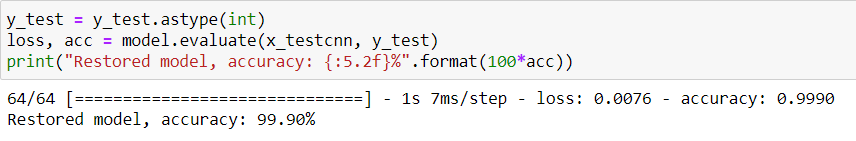 y_test = y_test.astype(int)
loss, acc = model.evaluate(x_testcnn, y_test)
print("Restored model, accuracy: {:5.2f}%".format(100*acc))
64/64 [==============================] - 1s 7ms/step - loss: 0.0076 - accuracy: 0.9990
Restored model, accuracy: 99.90%